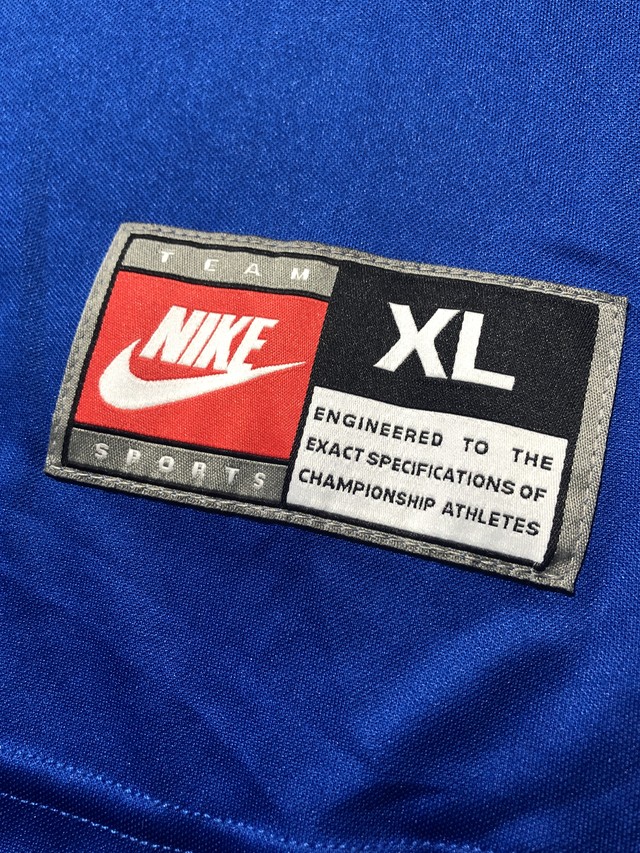 TEAM
NIKE
SPORTS
XL
ENGINEERED TO THE
EXACT SPECIFICATIONS OF
CHAMPIONSHIP ATHLETES